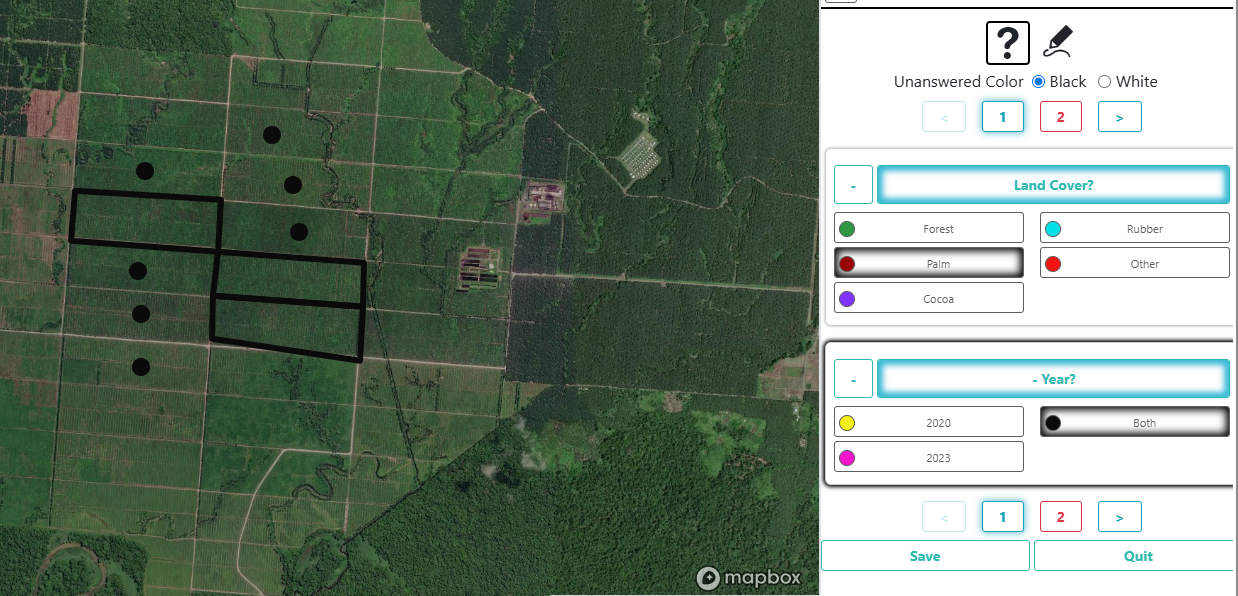 ?
Unanswered Color Black White
< 1 2 >
- Land Cover?
Forest Rubber
Palm Other
Cocoa
- - Year?
2020 Both
2023
< 1 2 >
Save Quit
mapbox